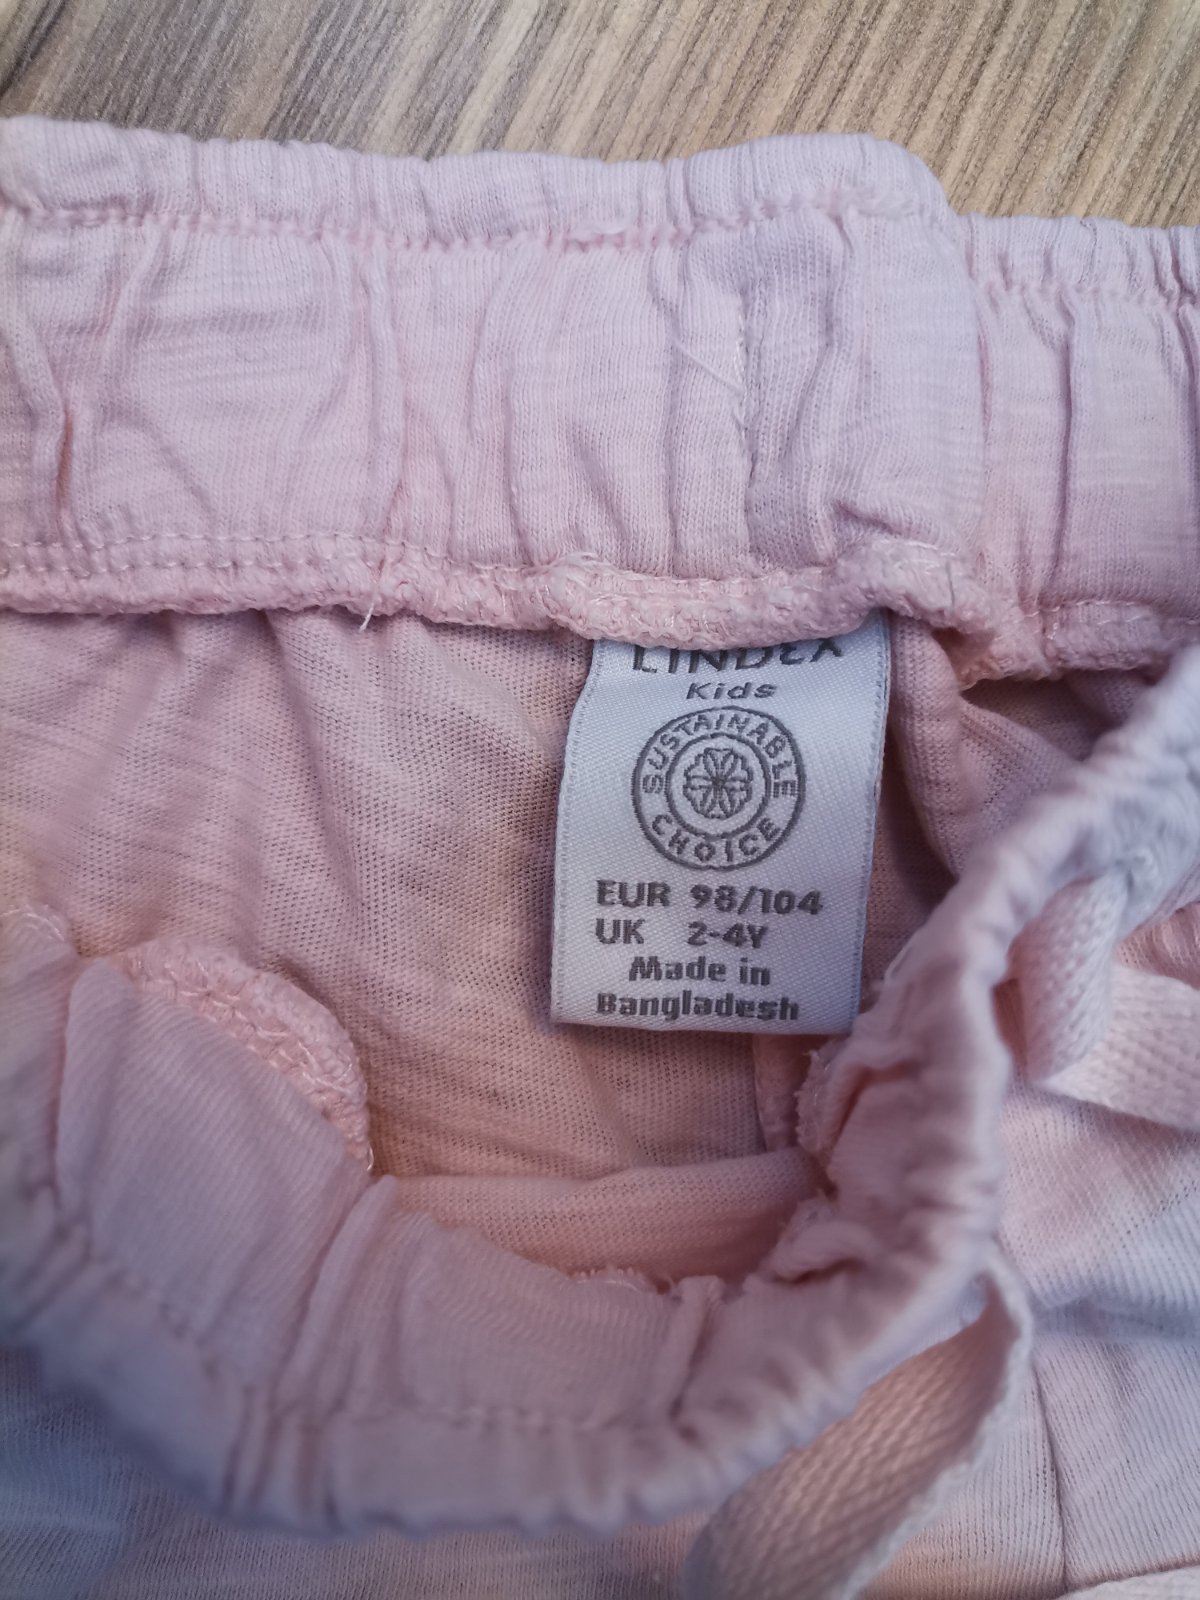 LINDEX
Kids
SUSTAINABLE
CHOICE
EUR 98/104
UK 2-4Y
Made in
Bangladesh